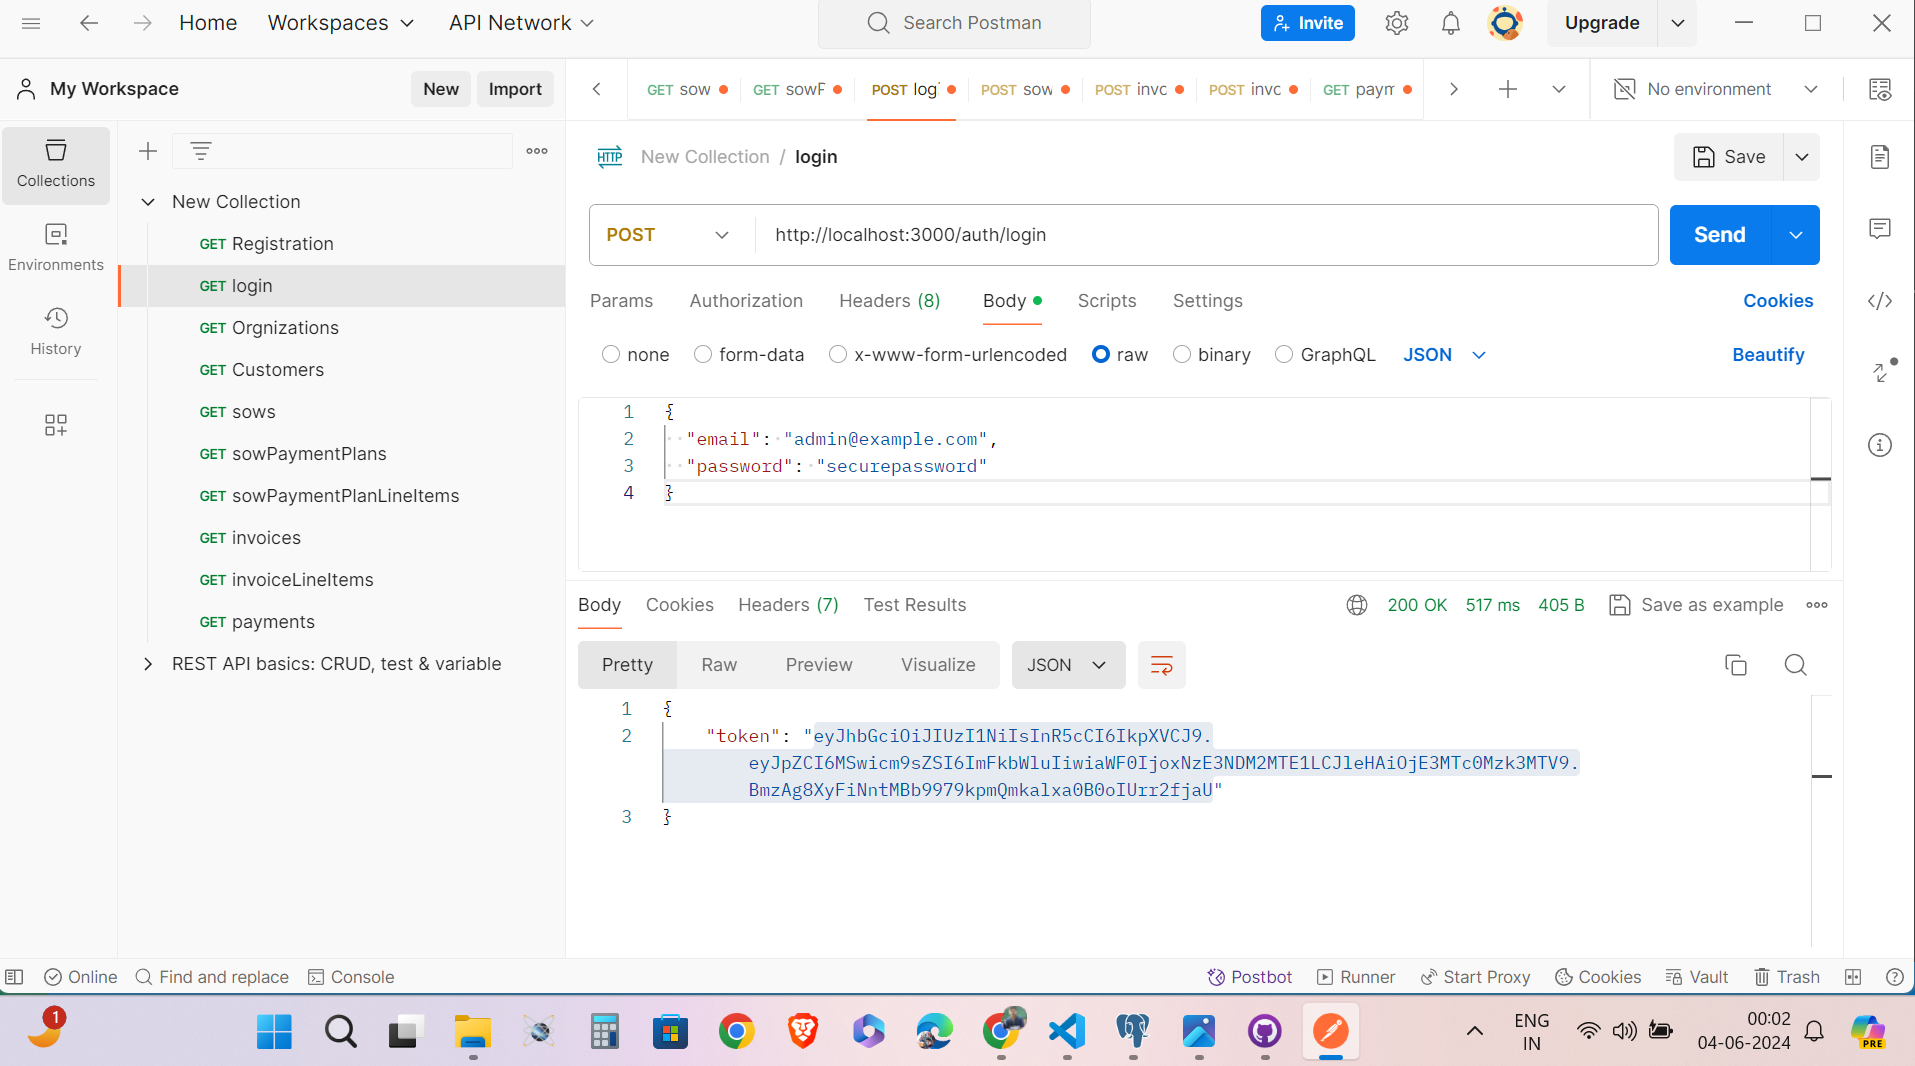 Home
Workspaces
API Network
Search Postman
Invite
Upgrade
My Workspace
New
Import
GET sow
GET sowF
POST log
POST sow
POST invc
POST invc
GET paym
No environment
Collections
Environments
History
New Collection
GET Registration
GET login
GET Orgnizations
GET Customers
GET sows
GET sowPaymentPlans
GET sowPaymentPlanLineItems
GET invoices
GET invoiceLineItems
GET payments
REST API basics: CRUD, test & variable
HTTP New Collection / login
Save
POST
http://localhost:3000/auth/login
Send
Params
Authorization
Headers (8)
Body
Scripts
Settings
Cookies
none
form-data
x-www-form-urlencoded
raw
binary
GraphQL
JSON
Beautify
1 {
2 "email": "admin@example.com",
3 "password": "securepassword"
4 }
Body
Cookies
Headers (7)
Test Results
200 OK
517 ms
405 B
Save as example
Pretty
Raw
Preview
Visualize
JSON
1 {
2 "token": "eyJhbGciOiJIUzI1NiIsInR5cCI6IkpXVCJ9.
eyJpZCI6MSwicm9sZSI6ImFkbWluIiwiaWF0IjoxNzE3NDM2MTE1LCJleHAiOjE3MTc0Mzk3MTV9.
BmzAg8XyFiNntMBb9979kpmQmkalxa0B0oIUrr2fjaU"
3 }
Online
Find and replace
Console
Postbot
Runner
Start Proxy
Cookies
Vault
Trash
1
ENG
IN
00:02
04-06-2024
PRE